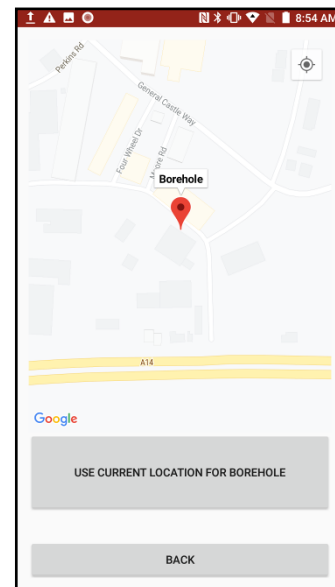 8:54 AM
Perkins Rd
General Castle Way
Four Wheel Dr
Moore Rd
Borehole
A14
Google
USE CURRENT LOCATION FOR BOREHOLE
BACK